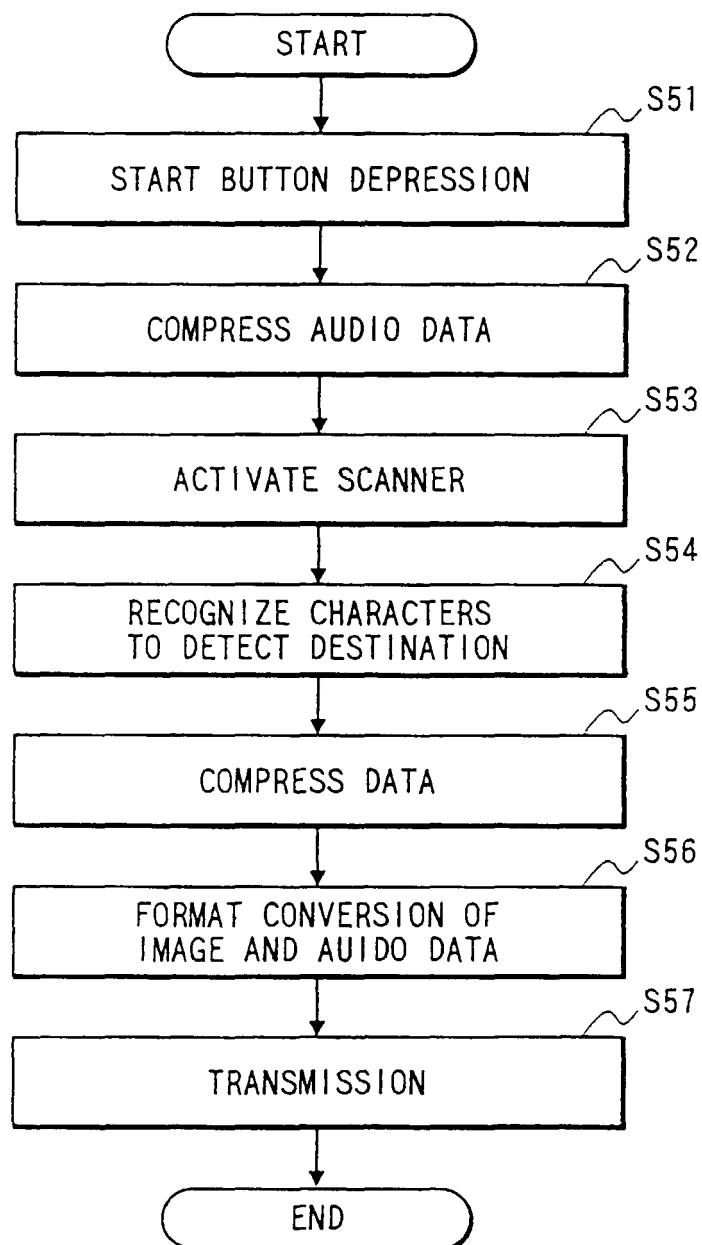 START
S51
START BUTTON DEPRESSION
S52
COMPRESS AUDIO DATA
S53
ACTIVATE SCANNER
S54
RECOGNIZE CHARACTERS
TO DETECT DESTINATION
S55
COMPRESS DATA
S56
FORMAT CONVERSION OF
IMAGE AND AUIDO DATA
S57
TRANSMISSION
END